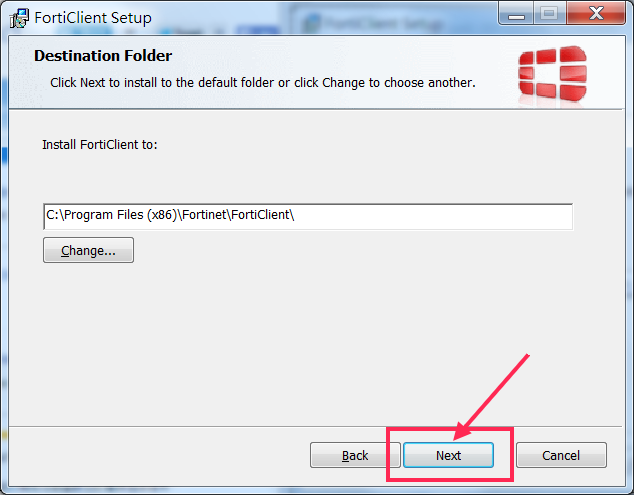 FortiClient Setup
Destination Folder
Click Next to install to the default folder or click Change to choose another.
Install FortiClient to:
C:\Program Files (x86)\Fortinet\FortiClient\
Change...
Back
Next
Cancel